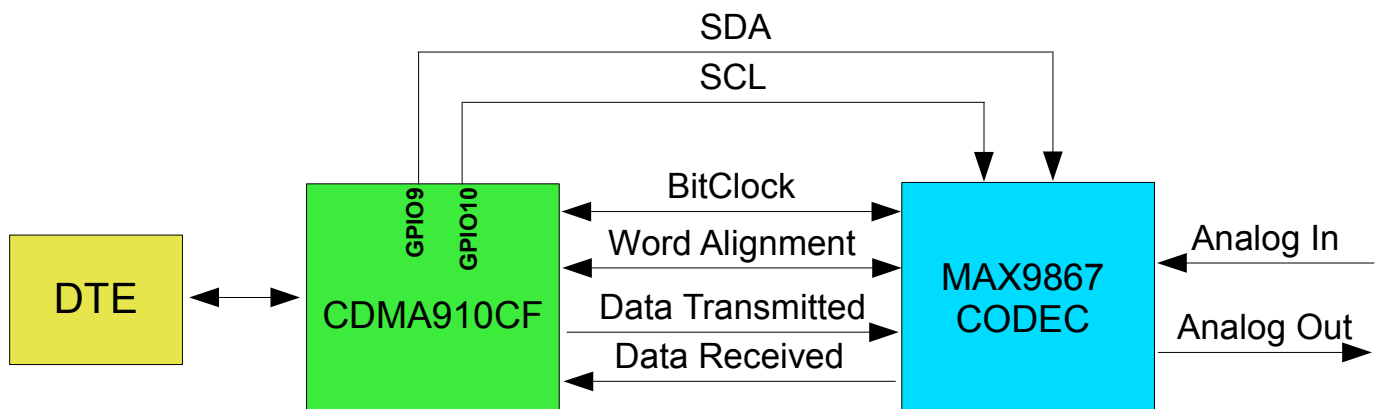 SDA
SCL
GPIO9
GPIO10
BitClock
Word Alignment
Data Transmitted
Data Received
DTE
CDMA910CF
MAX9867
CODEC
Analog In
Analog Out